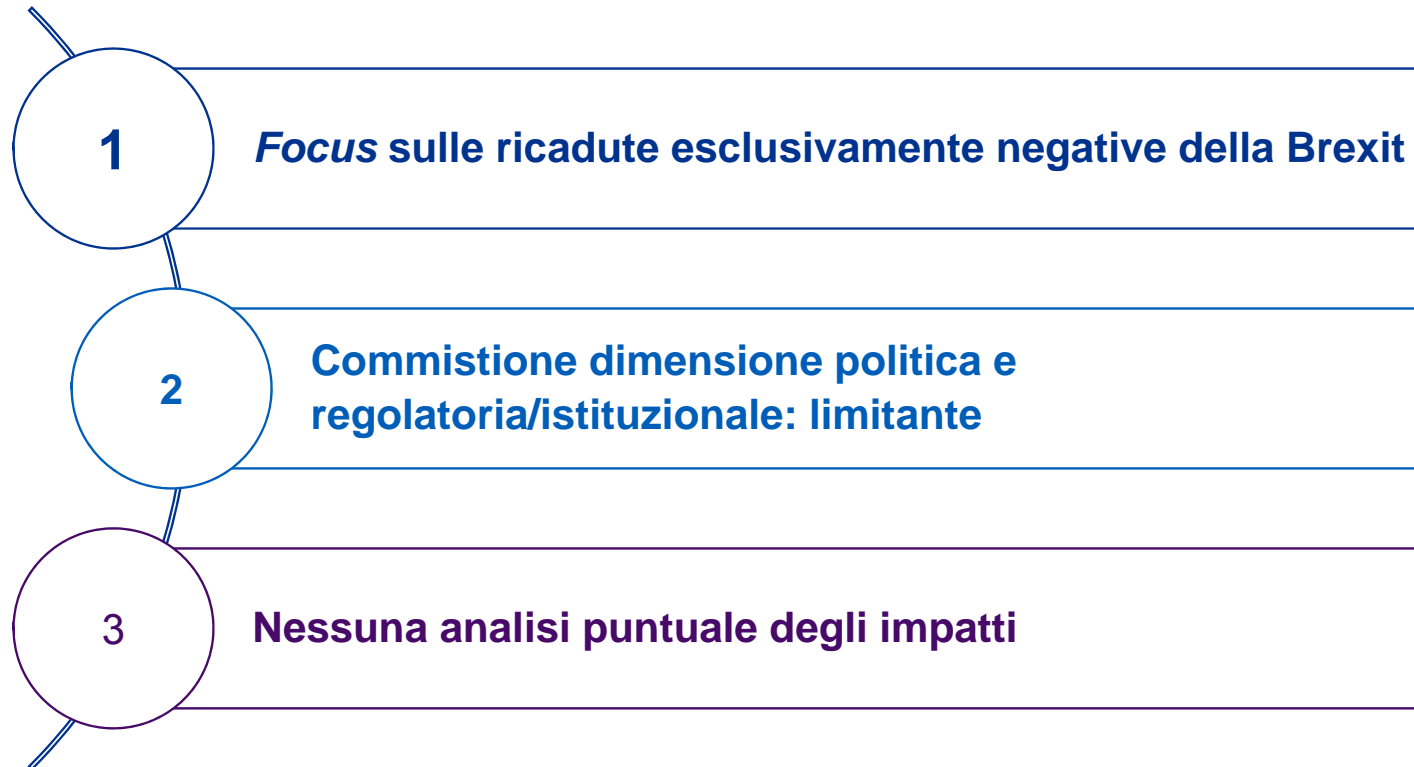 1
Focus sulle ricadute esclusivamente negative della Brexit
2
Commistione dimensione politica e
regolatoria/istituzionale: limitante
3
Nessuna analisi puntuale degli impatti